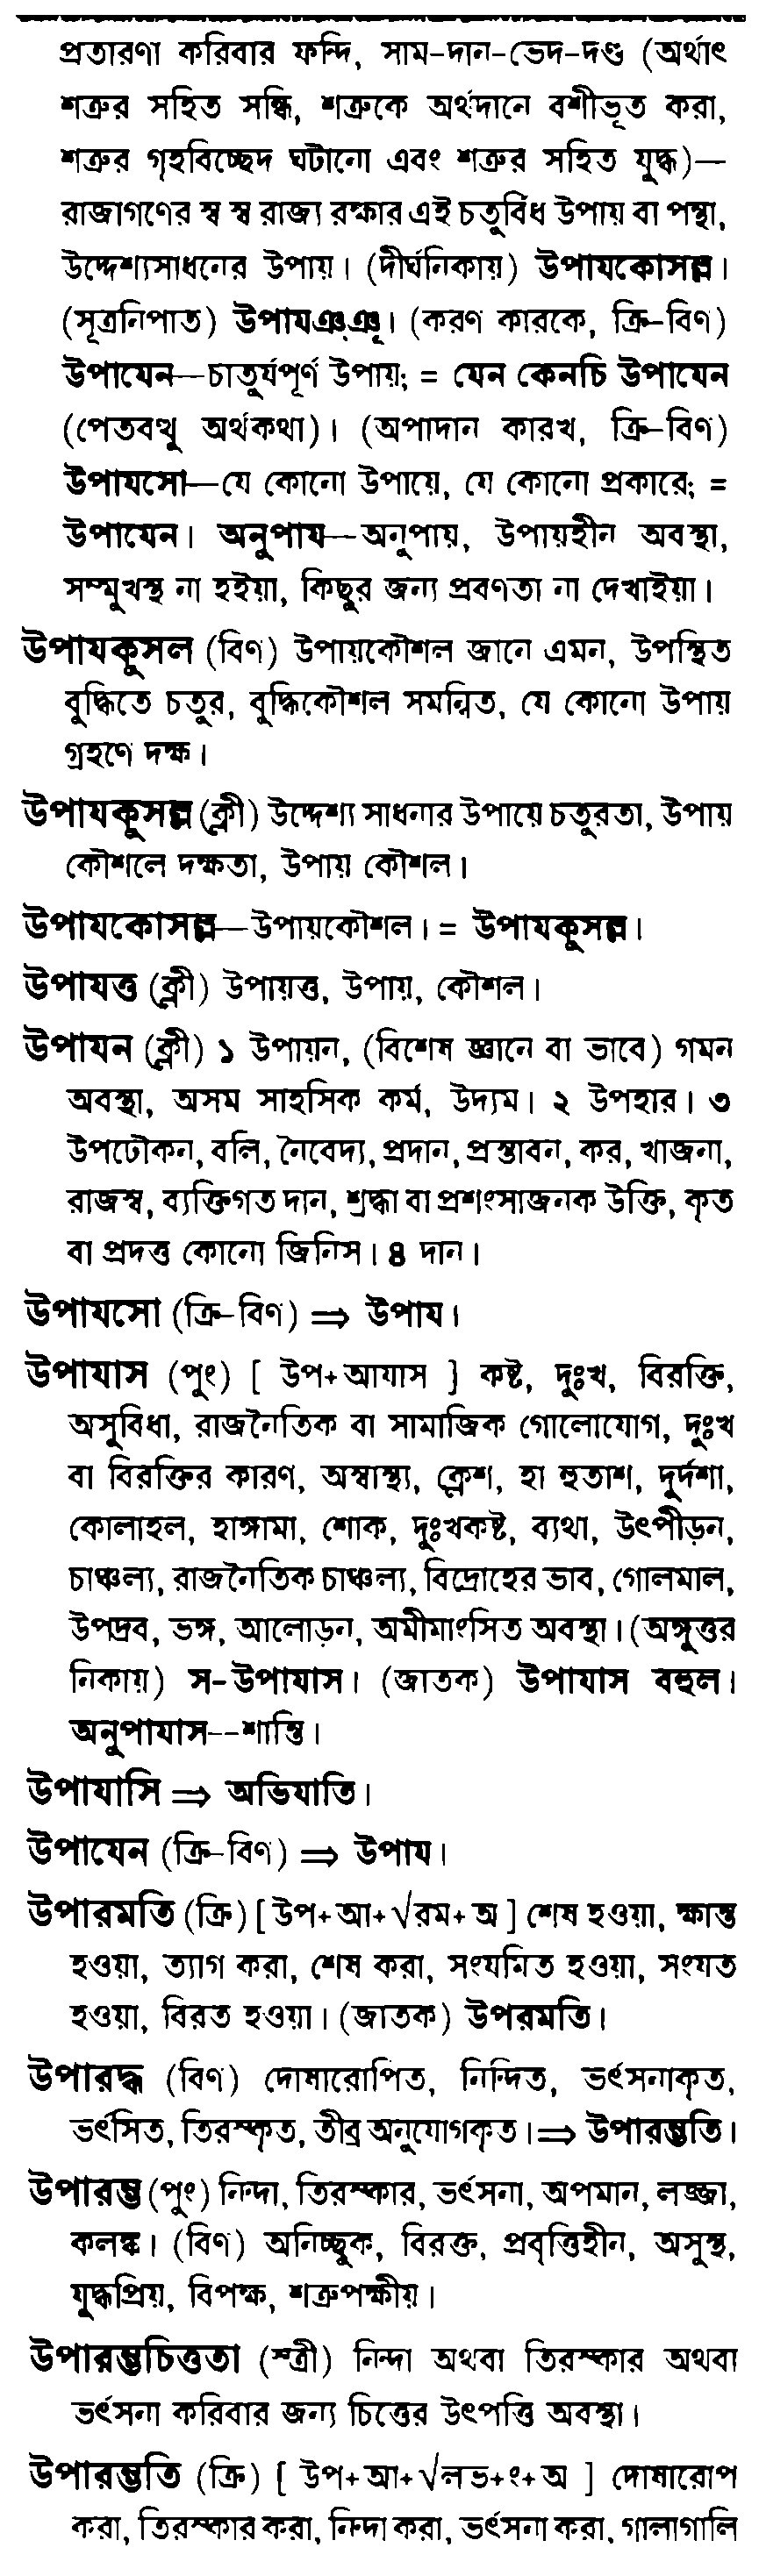 প্রতারণা করিবার ফন্দি, সাম-দান-ভেদ-দণ্ড (অর্থাৎ
শত্রুর সহিত সন্ধি, শত্রুকে অর্থদানে বশীভূত করা,
শত্রুর গৃহবিচ্ছেদ ঘটানো এবং শত্রুর সহিত যুদ্ধ)—
রাজাগণের স্ব স্ব রাজ্য রক্ষার এই চতুর্বিধ উপায় বা পন্থা,
উদ্দেশ্যসাধনের উপায়। (দীর্ঘনিকায়) উপাযকোসল্ল।
(সূত্রনিপাত) উপাযঞ্ঞূ। (করণ কারকে, ক্রি-বিণ)
উপাযেন—চাতুর্যপূর্ণ উপায়; = যেন কেনচি উপাযেন
(পেতবত্থু অর্থকথা)। (অপাদান কারখ, ক্রি-বিণ)
উপাযসো—যে কোনো উপায়ে, যে কোনো প্রকারে; =
উপাযেন। অনুপায—অনুপায়, উপায়হীন অবস্থা,
সম্মুখস্থ না হইয়া, কিছুর জন্য প্রবণতা না দেখাইয়া।
উপাযকুসল (বিণ) উপায়কৌশল জানে এমন, উপস্থিত
বুদ্ধিতে চতুর, বুদ্ধিকৌশল সমন্নিত, যে কোনো উপায়
গ্রহণে দক্ষ।
উপাযকুসল্ল (ক্লী) উদ্দেশ্য সাধনার উপায়ে চতুরতা, উপায়
কৌশলে দক্ষতা, উপায় কৌশল।
উপাযকোসল্ল—উপায়কৌশল। = উপাযকুসল্ল।
উপাযত্ত (ক্লী) উপায়ত্ত, উপায়, কৌশল।
উপাযন (ক্লী) ১ উপায়ন, (বিশেষ জ্ঞানে বা ভাবে) গমন
অবস্থা, অসম সাহসিক কর্ম, উদ্যম। ২ উপহার। ৩
উপঢৌকন, বলি, নৈবেদ্য, প্রদান, প্রস্তাবন, কর, খাজনা,
রাজস্ব, ব্যক্তিগত দান, শ্রদ্ধা বা প্রশংসাজনক উক্তি, কৃত
বা প্রদত্ত কোনো জিনিস। ৪ দান।
উপাযসো (ক্রি-বিণ) ⇒ উপায।
উপাযাস (পুং) [ উপ+আযাস ] কষ্ট, দুঃখ, বিরক্তি,
অসুবিধা, রাজনৈতিক বা সামাজিক গোলোযোগ, দুঃখ
বা বিরক্তির কারণ, অস্বাস্থ্য, ক্লেশ, হা হুতাশ, দুর্দশা,
কোলাহল, হাঙ্গামা, শোক, দুঃখকষ্ট, ব্যথা, উৎপীড়ন,
চাঞ্চল্য, রাজনৈতিক চাঞ্চল্য, বিদ্রোহের ভাব, গোলমাল,
উপদ্রব, ভঙ্গ, আলোড়ন, অমীমাংসিত অবস্থা। (অঙ্গুত্তর
নিকায়) স-উপাযাস। (জাতক) উপাযাস বহুল।
অনুপাযাস--শান্তি।
উপাযাসি ⇒ অভিযাতি।
উপাযেন (ক্রি-বিণ) ⇒ উপায।
উপারমতি (ক্রি) [ উপ+আ+√রম+অ ] শেষ হওয়া, ক্ষান্ত
হওয়া, ত্যাগ করা, শেষ করা, সংযমিত হওয়া, সংযত
হওয়া, বিরত হওয়া। (জাতক) উপরমতি।
উপারদ্ধ (বিণ) দোষারোপিত, নিন্দিত, ভর্ৎসনাকৃত,
ভর্ৎসিত, তিরস্কৃত, তীব্র অনুযোগকৃত। ⇒ উপারম্ভতি।
উপারম্ভ (পুং) নিন্দা, তিরস্কার, ভর্ৎসনা, অপমান, লজ্জা,
কলঙ্ক। (বিণ) অনিচ্ছুক, বিরক্ত, প্রবৃত্তিহীন, অসুস্থ,
যুদ্ধপ্রিয়, বিপক্ষ, শত্রুপক্ষীয়।
উপারম্ভচিত্ততা (স্ত্রী) নিন্দা অথবা তিরস্কার অথবা
ভর্ৎসনা করিবার জন্য চিত্তের উৎপত্তি অবস্থা।
উপারম্ভতি (ক্রি) [ উপ+আ+√লভ+ং+অ ] দোষারোপ
করা, তিরস্কার করা, নিন্দা করা, ভর্ৎসনা করা, গালাগালি